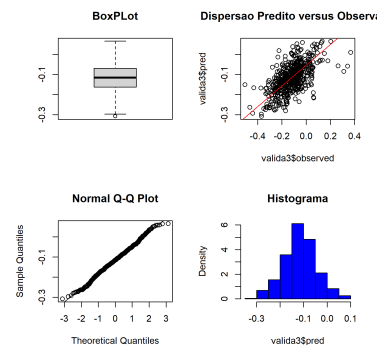 BoxPLot
-0.3
-0.1
Dispersao Predito versus Observa
valida3$pred
-0.3
-0.1
-0.4
-0.2
0.0
0.2
0.4
valida3$observed
Normal Q-Q Plot
Sample Quantiles
-0.3
-0.1
-3
-2
-1
0
1
2
3
Theoretical Quantiles
Histograma
Density
0
2
4
6
-0.3
-0.1
0.1
valida3$pred